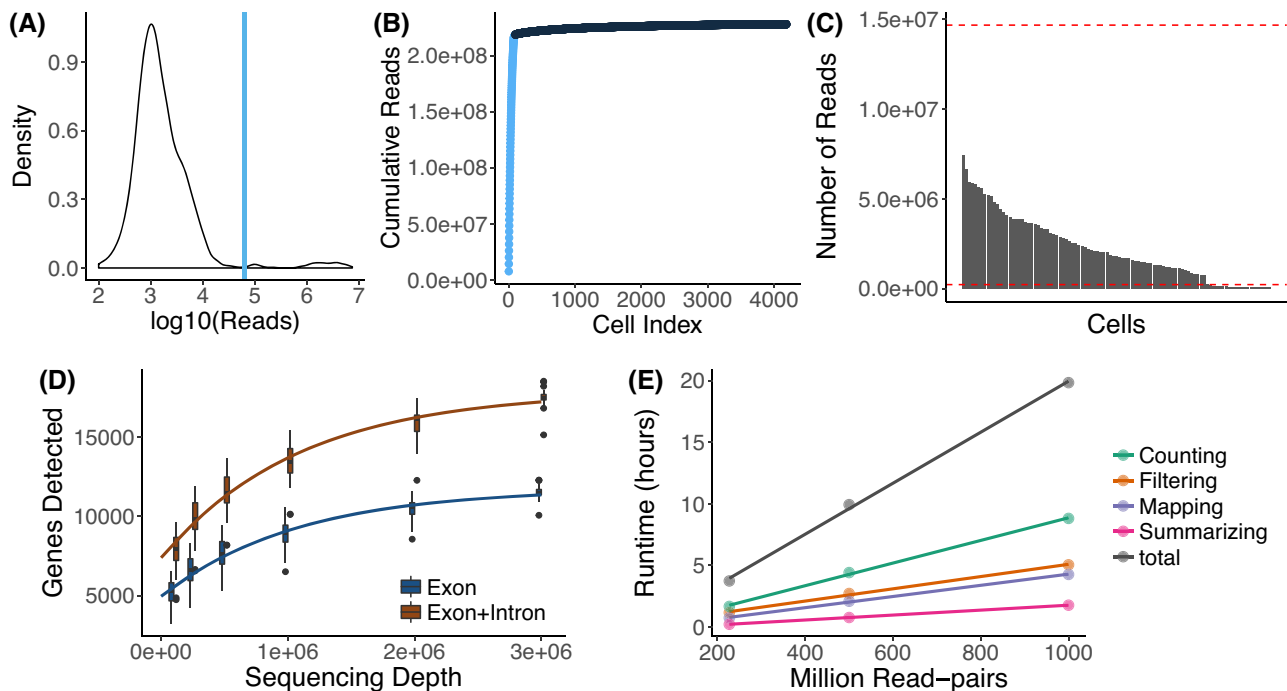 (A)
Density
0.9
0.6
0.3
0.0
2 3 4 5 6 7
log10(Reads)
(B)
Cumulative Reads
2.0e+08
1.5e+08
1.0e+08
5.0e+07
0.0e+00
0 1000 2000 3000 4000
Cell Index
(C)
Number of Reads
1.5e+07
1.0e+07
5.0e+06
0.0e+00
Cells
(D)
Genes Detected
15000
10000
5000
0e+00 1e+06 2e+06 3e+06
Sequencing Depth
Exon
Exon+Intron
(E)
Runtime (hours)
20
15
10
5
0
200 400 600 800 1000
Million Read−pairs
Counting
Filtering
Mapping
Summarizing
total